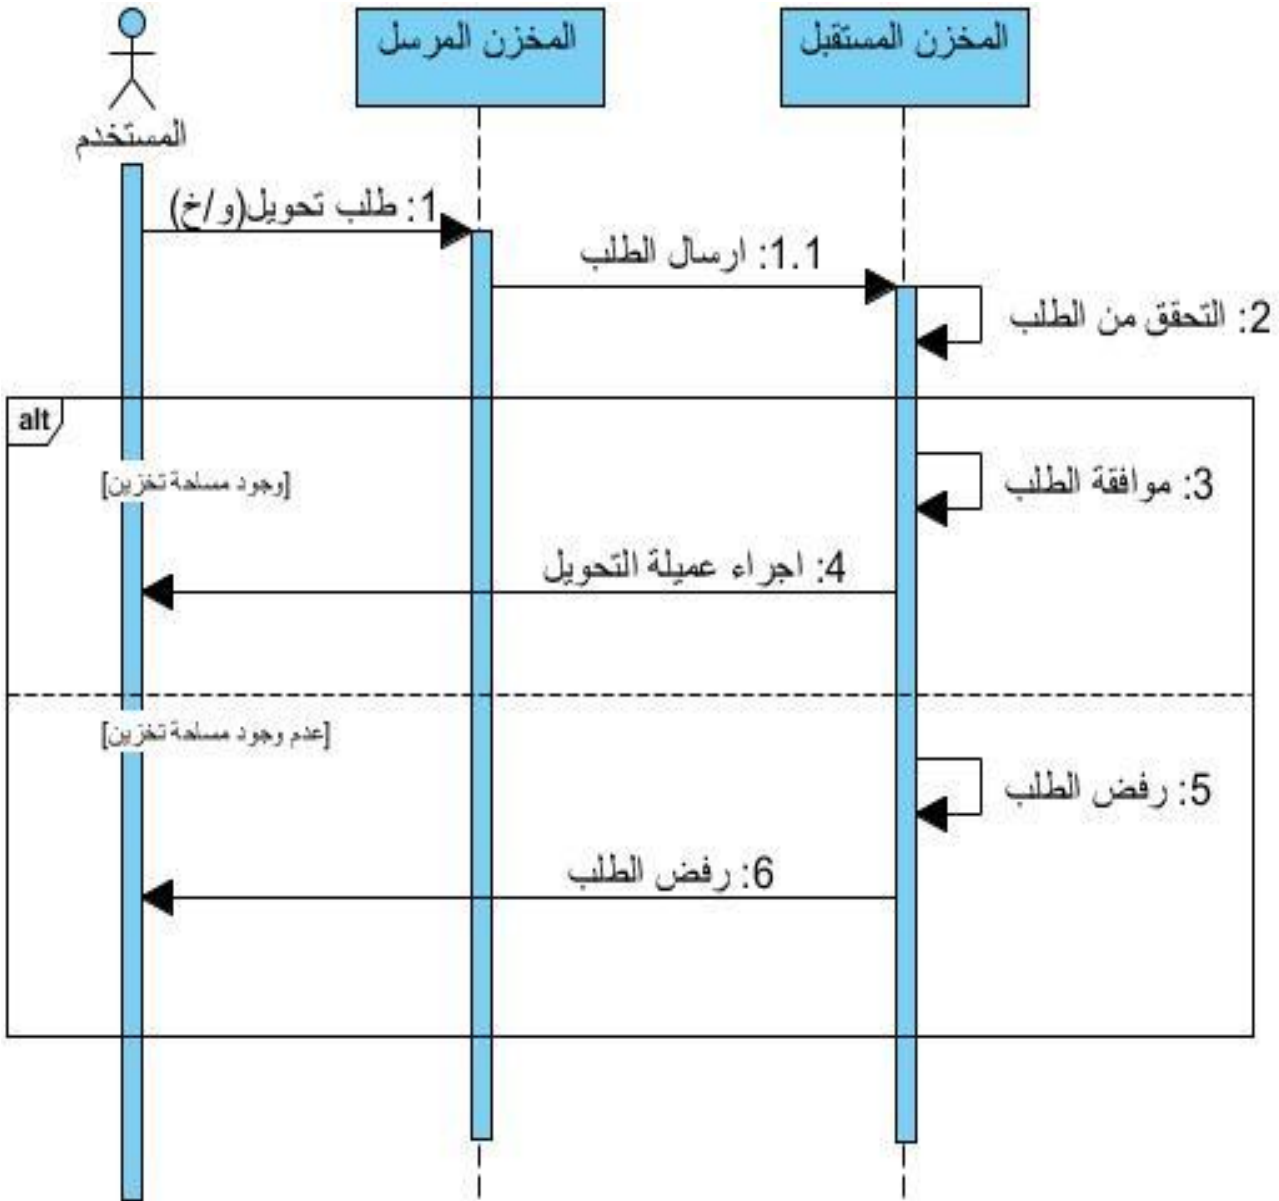 المستخدم
المخزن المرسل
المخزن المستقبل
1: طلب تحويل(و/خ)
1.1: ارسال الطلب
2: التحقق من الطلب
alt
[وجود مساحة تخزين]
3: موافقة الطلب
4: اجراء عميلة التحويل
[عدم وجود مساحة تخزين]
5: رفض الطلب
6: رفض الطلب